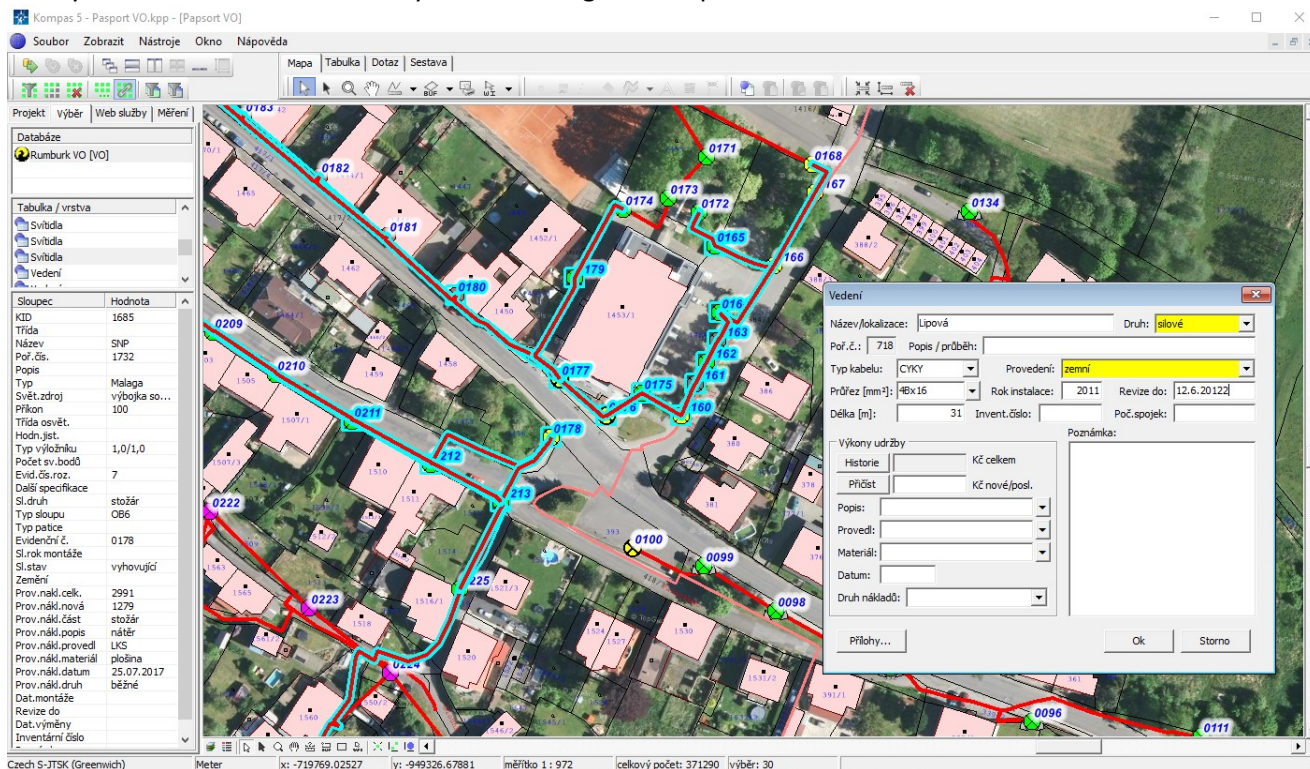 Kompas 5 - Pasport VO.kpp - [Papsort VO]
Soubor Zobrazit Nástroje Okno Nápověda
Mapa Tabulka Dotaz Sestava
Projekt Výběr Web služby Měření
Databáze
Rumburk VO [VO]
Tabulka / vrstva
Svítidla
Svítidla
Svítidla
Vedení
Sloupec Hodnota
KID 1685
Třída
Název SNP
Poř.čís. 1732
Popis
Typ Malaga
Svět.zdroj výbojka so...
Příkon 100
Třída osvět.
Hodn.jist.
Typ výložníku 1,0/1,0
Počet sv.bodů
Evid.čís.roz. 7
Další specifikace
Sl.druh stožár
Typ sloupu OB6
Typ patice
Evidenční č. 0178
Sl.rok montáže
Sl.stav vyhovující
Zemění
Prov.nakl.celk. 2991
Prov.nákl.nová 1279
Prov.nákl.část stožár
Prov.nákl.popis nátěr
Prov.nákl.provedl LKS
Prov.nákl.materiál plošina
Prov.nákl.datum 25.07.2017
Prov.nákl.druh běžné
Dat.montáže
Revize do
Dat.výměny
Inventární číslo
0183
0182
0181
0180
0171
0168
167
0173
0174
0172
0134
0165
166
179
016
163
162
161
160
0175
0177
0178
0209
0210
0211
212
213
0222
0223
0224
225
0100
0099
0098
0096
0111
1465
1462
1452/1
1450
1453/1
388/2
386
1458
1459
1505
1507/1
1510
1511
1514
1516/1
1518
1520
1521/3
1524
1527
1530
1531/2
1560
1563
1565
380
381
378
393
391/1
361
Vedení
Název/lokalizace: Lipová Druh: silové
Poř.č.: 718 Popis / průběh:
Typ kabelu: CYKY Provedení: zemní
Průřez [mm²]: 4Bx16 Rok instalace: 2011 Revize do: 12.6.20122
Délka [m]: 31 Invent.číslo: Poč.spojek:
Výkony udržby
Poznámka:
Historie Kč celkem
Přičíst Kč nové/posl.
Popis:
Provedl:
Materiál:
Datum:
Druh nákladů:
Přílohy... Ok Storno
Czech S-JTSK (Greenwich) Meter x: -719769.02527 y: -949326.67881 měřítko 1 : 972 celkový počet: 371290 výběr: 30